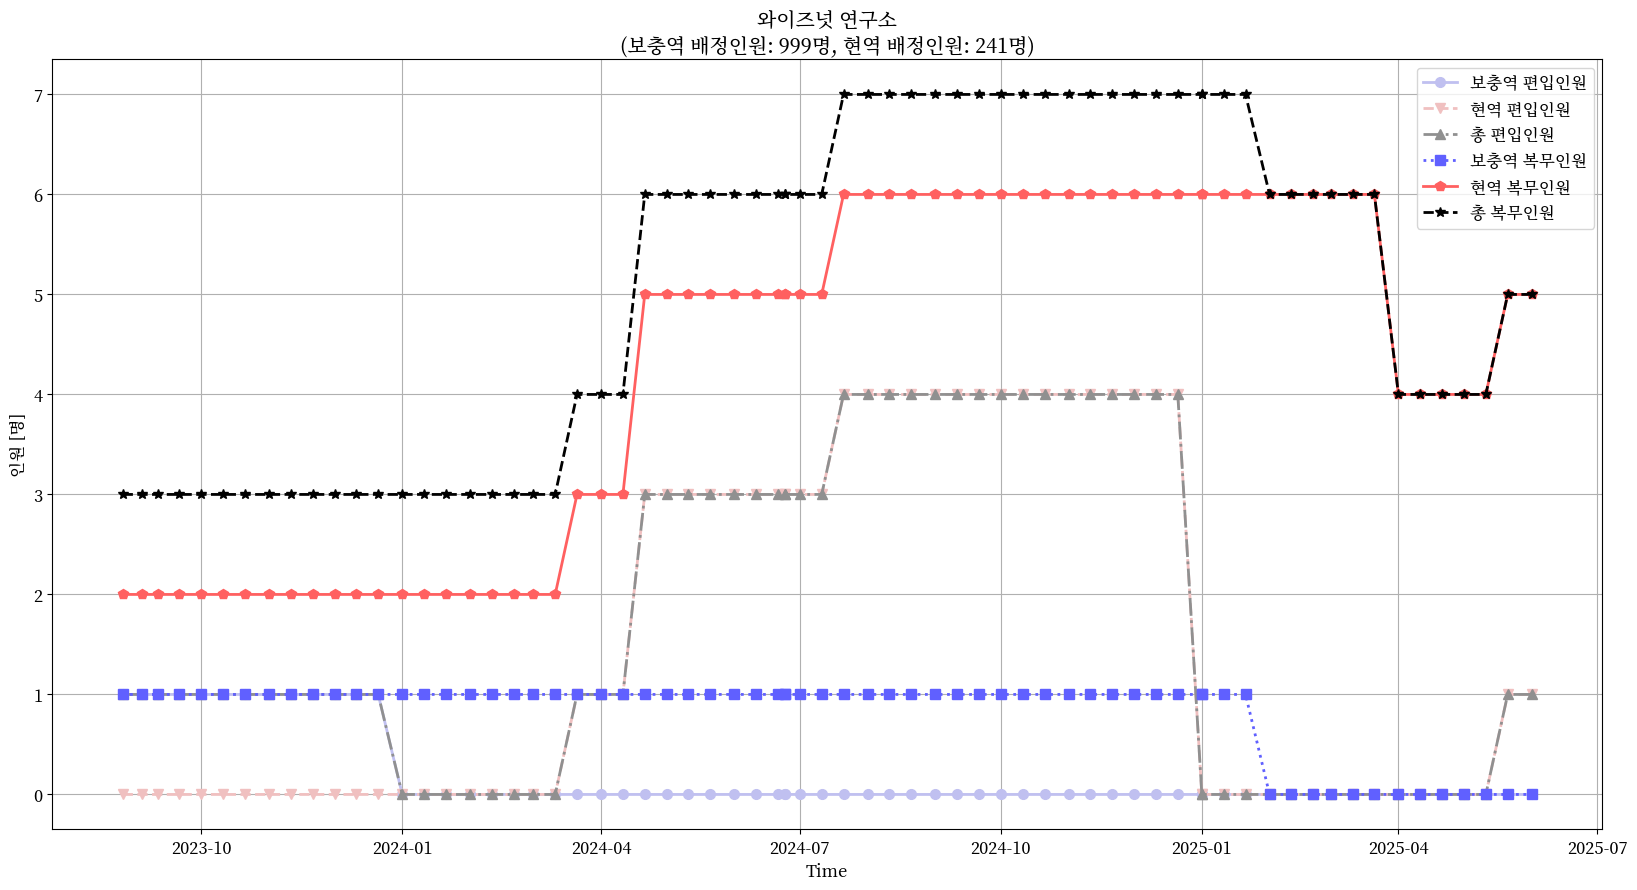 와이즈넛 연구소
(보충역 배정인원: 999명, 현역 배정인원: 241명)
보충역 편입인원
현역 편입인원
총 편입인원
보충역 복무인원
현역 복무인원
총 복무인원
인원 [명]
7
6
5
4
3
2
1
0
2023-10
2024-01
2024-04
2024-07
2024-10
2025-01
2025-04
2025-07
Time